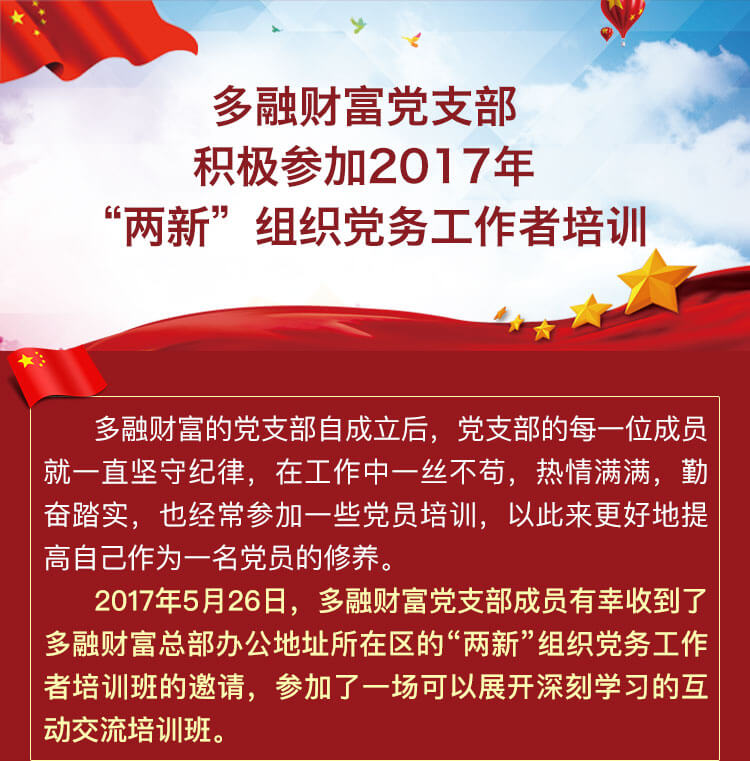 多融财富党支部
积极参加2017年
“两新”组织党务工作者培训
多融财富的党支部自成立后，党支部的每一位成员
就一直坚守纪律，在工作中一丝不苟，热情满满，勤
奋踏实，也经常参加一些党员培训，以此来更好地提
高自己作为一名党员的修养。
2017年5月26日，多融财富党支部成员有幸收到了
多融财富总部办公地址所在区的“两新”组织党务工作
者培训班的邀请，参加了一场可以展开深刻学习的互
动交流培训班。